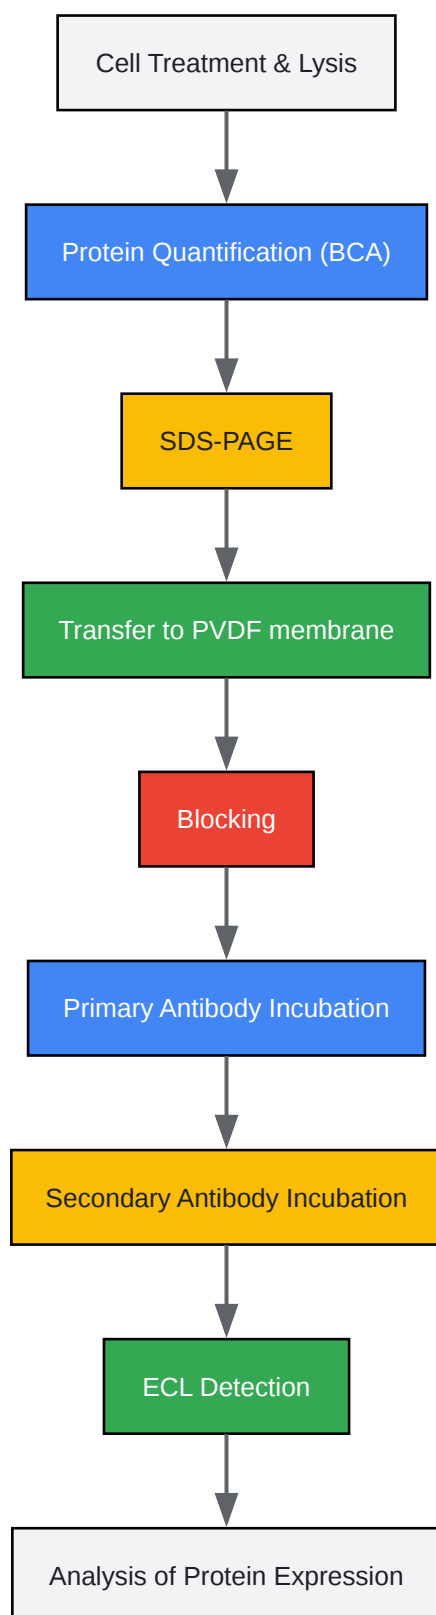 Cell Treatment & Lysis
Protein Quantification (BCA)
SDS-PAGE
Transfer to PVDF membrane
Blocking
Primary Antibody Incubation
Secondary Antibody Incubation
ECL Detection
Analysis of Protein Expression